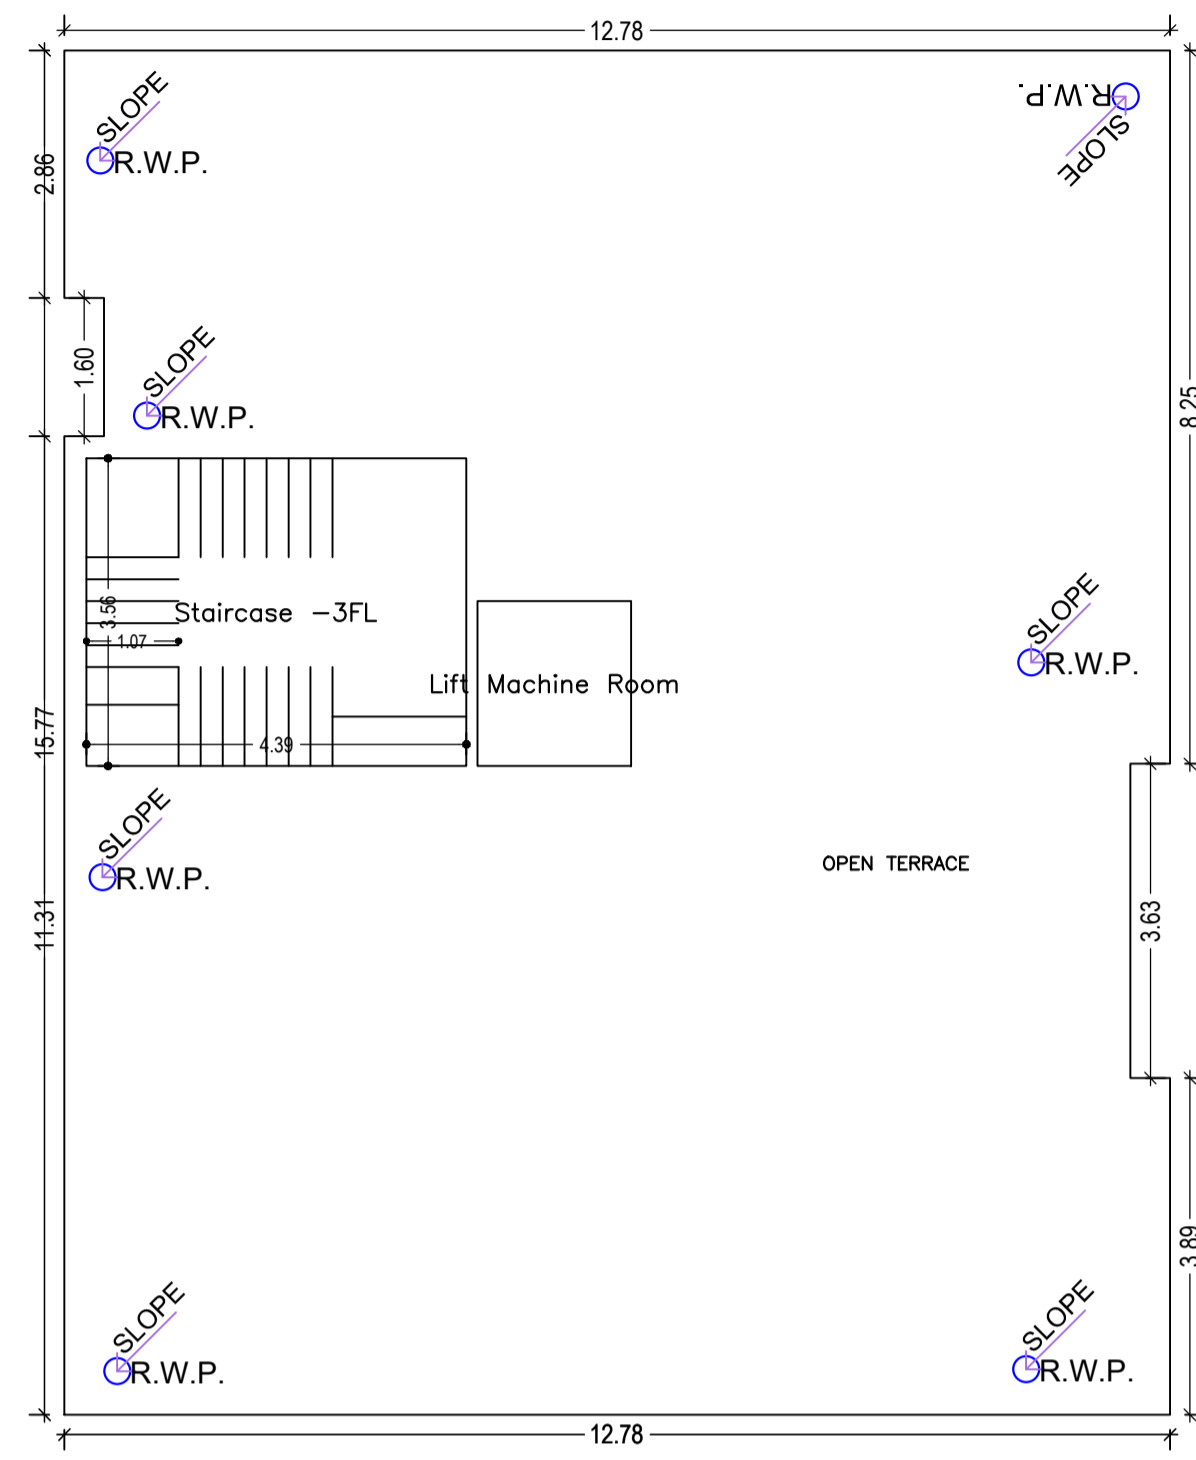 12.78
SLOPE
R.W.P.
R.W.P.
SLOPE
2.86
1.60
SLOPE
R.W.P.
8.25
3.56
Staircase -3FL
1.07
SLOPE
R.W.P.
Lift Machine Room
15.77
4.39
SLOPE
R.W.P.
OPEN TERRACE
11.31
3.63
3.89
SLOPE
R.W.P.
SLOPE
R.W.P.
12.78